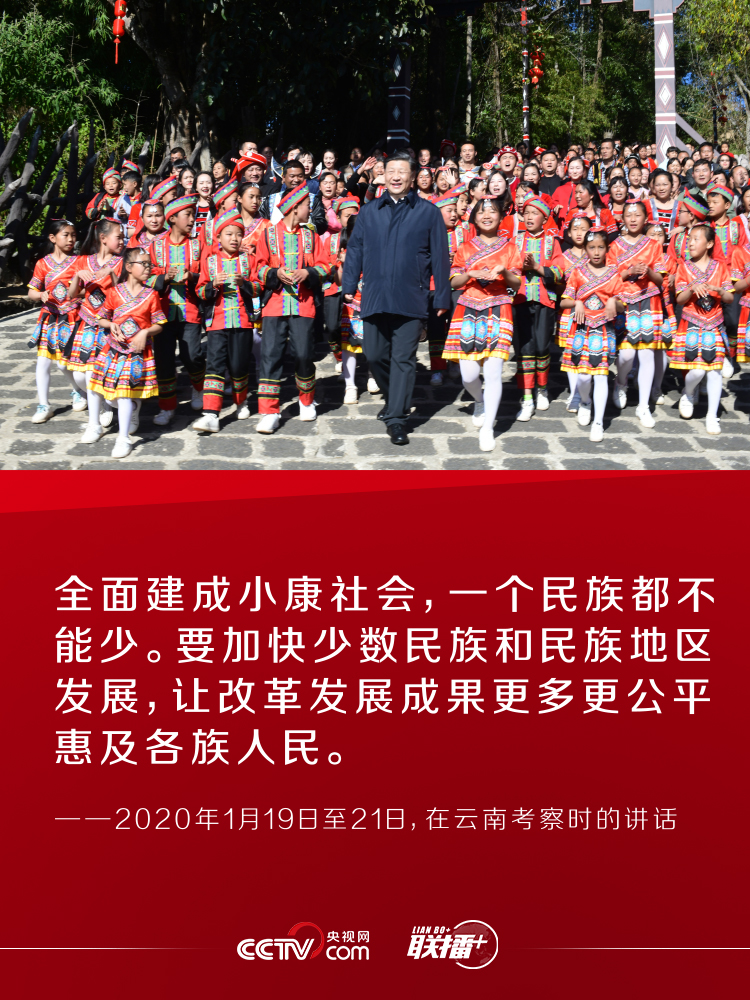 全面建成小康社会，一个民族都不
能少。要加快少数民族和民族地区
发展，让改革发展成果更多更公平
惠及各族人民。
——2020年1月19日至21日，在云南考察时的讲话
CCTV com 央视网
LIAN BO+
联播+